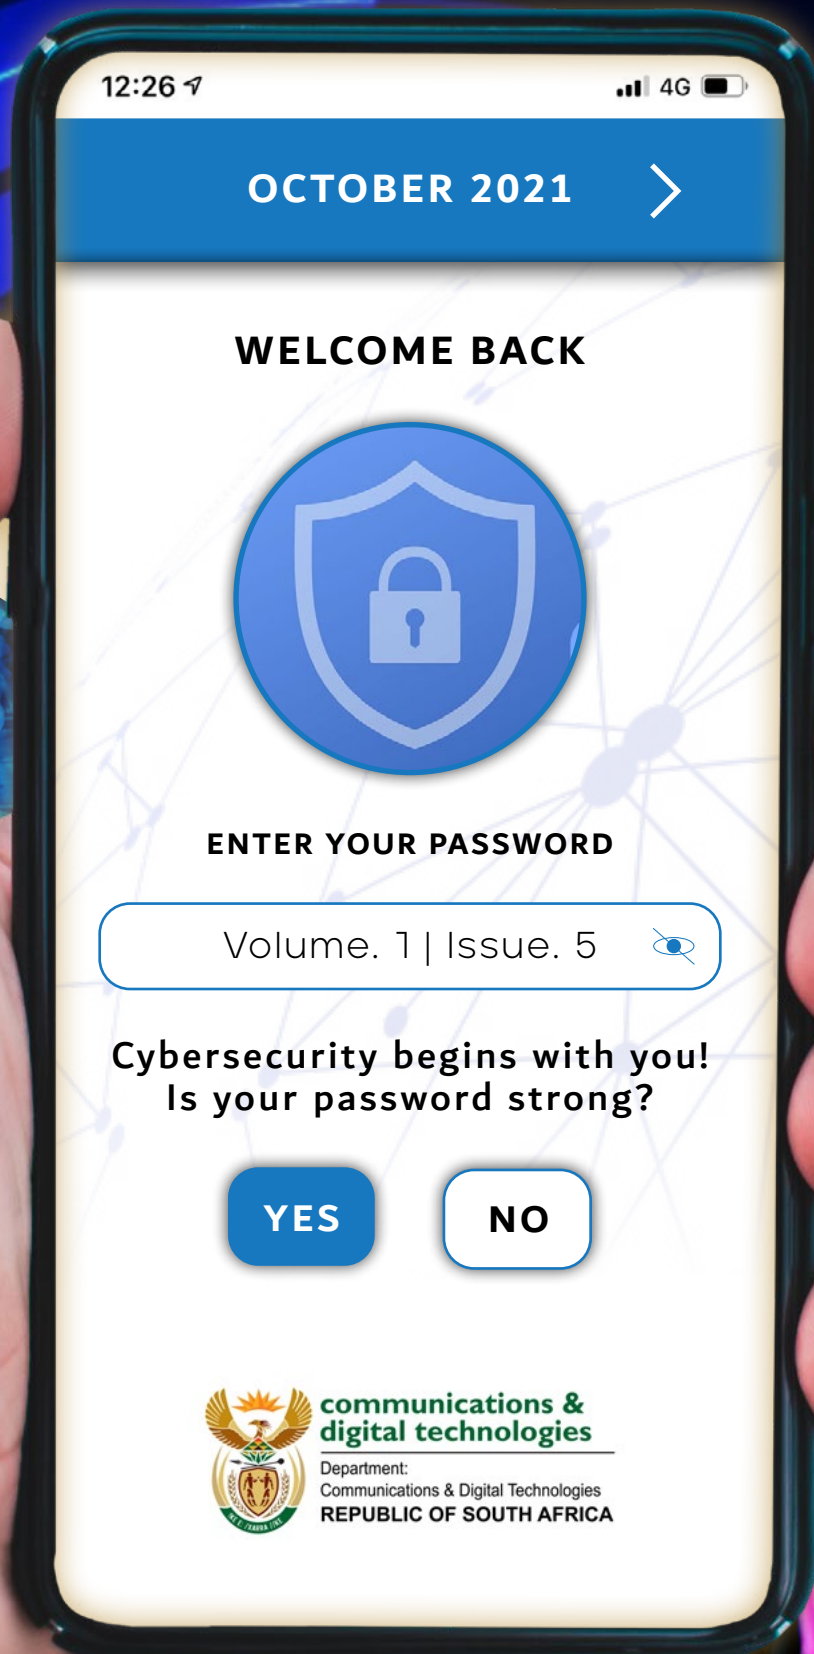 12:26
4G
OCTOBER 2021
WELCOME BACK
ENTER YOUR PASSWORD
Volume. 1 | Issue. 5
Cybersecurity begins with you!
Is your password strong?
YES
NO
communications &
digital technologies
Department:
Communications & Digital Technologies
REPUBLIC OF SOUTH AFRICA